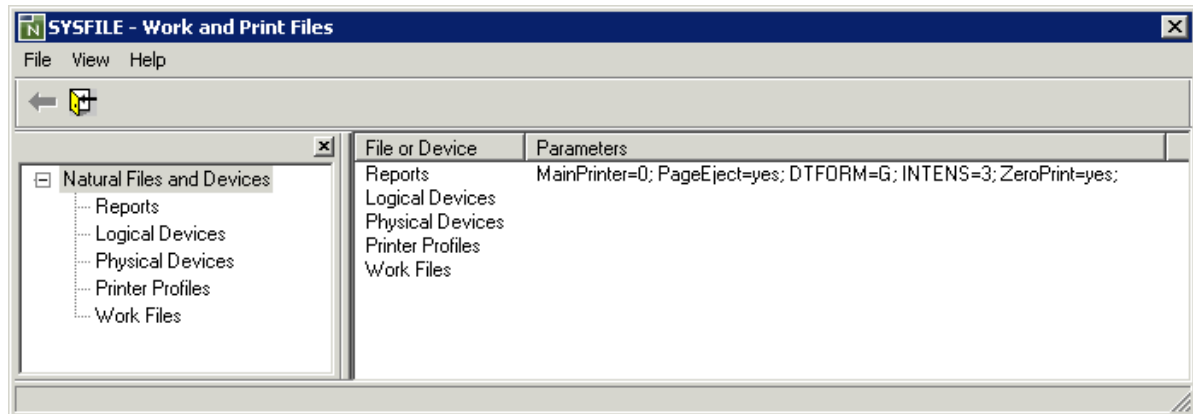 SYSFILE - Work and Print Files
File View Help
Natural Files and Devices
Reports
Logical Devices
Physical Devices
Printer Profiles
Work Files
File or Device Parameters
Reports MainPrinter=0; PageEject=yes; DTFORM=G; INTENS=3; ZeroPrint=yes;
Logical Devices
Physical Devices
Printer Profiles
Work Files